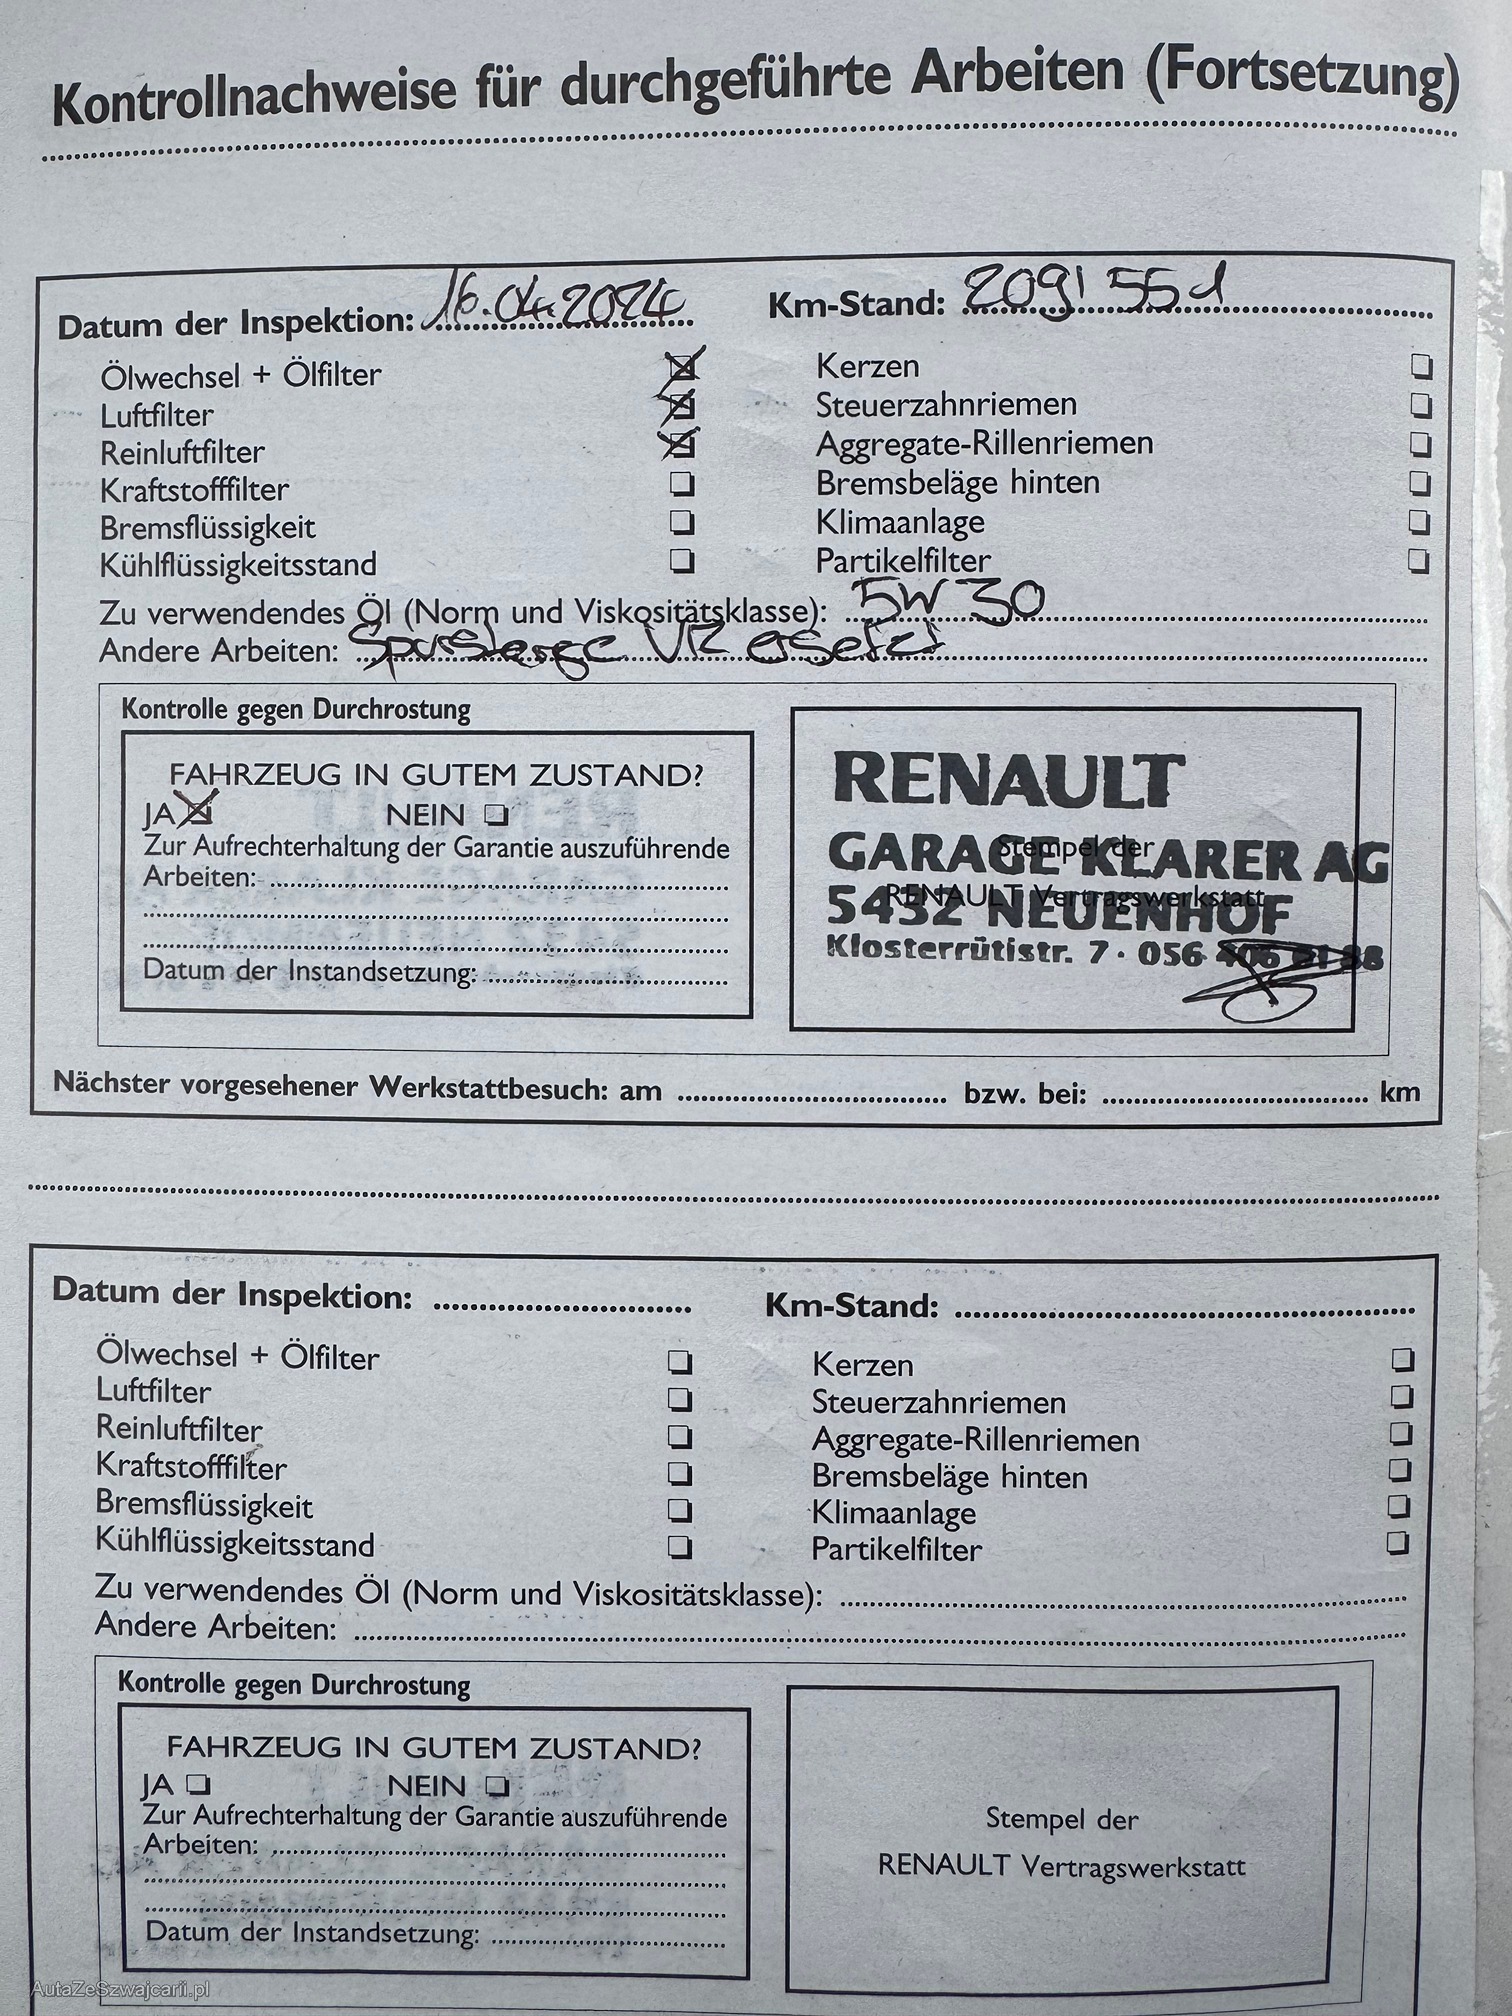 Kontrollnachweise für durchgeführte Arbeiten (Fortsetzung)
Datum der Inspektion: 16.04.2024 Km-Stand: 209'551
Ölwechsel + Ölfilter Kerzen
Luftfilter Steuerzahnriemen
Reinluftfilter Aggregate-Rillenriemen
Kraftstofffilter Bremsbeläge hinten
Bremsflüssigkeit Klimaanlage
Kühlflüssigkeitsstand Partikelfilter
Zu verwendendes Öl (Norm und Viskositätsklasse): 5W30
Andere Arbeiten: Spurstange VR ersetzt
Kontrolle gegen Durchrostung
FAHRZEUG IN GUTEM ZUSTAND?
JA NEIN
Zur Aufrechterhaltung der Garantie auszuführende
Arbeiten:
Datum der Instandsetzung:
RENAULT
GARAGE KLARER AG
Stempel der
RENAULT Vertragswerkstatt
5432 NEUENHOF
Klosterrütistr. 7 · 056
Nächster vorgesehener Werkstattbesuch: am bzw. bei: km
Datum der Inspektion: Km-Stand:
Ölwechsel + Ölfilter Kerzen
Luftfilter Steuerzahnriemen
Reinluftfilter Aggregate-Rillenriemen
Kraftstofffilter Bremsbeläge hinten
Bremsflüssigkeit Klimaanlage
Kühlflüssigkeitsstand Partikelfilter
Zu verwendendes Öl (Norm und Viskositätsklasse):
Andere Arbeiten:
Kontrolle gegen Durchrostung
FAHRZEUG IN GUTEM ZUSTAND?
JA NEIN
Zur Aufrechterhaltung der Garantie auszuführende
Arbeiten:
Datum der Instandsetzung:
Stempel der
RENAULT Vertragswerkstatt
AutaZeSzwajcarii.pl